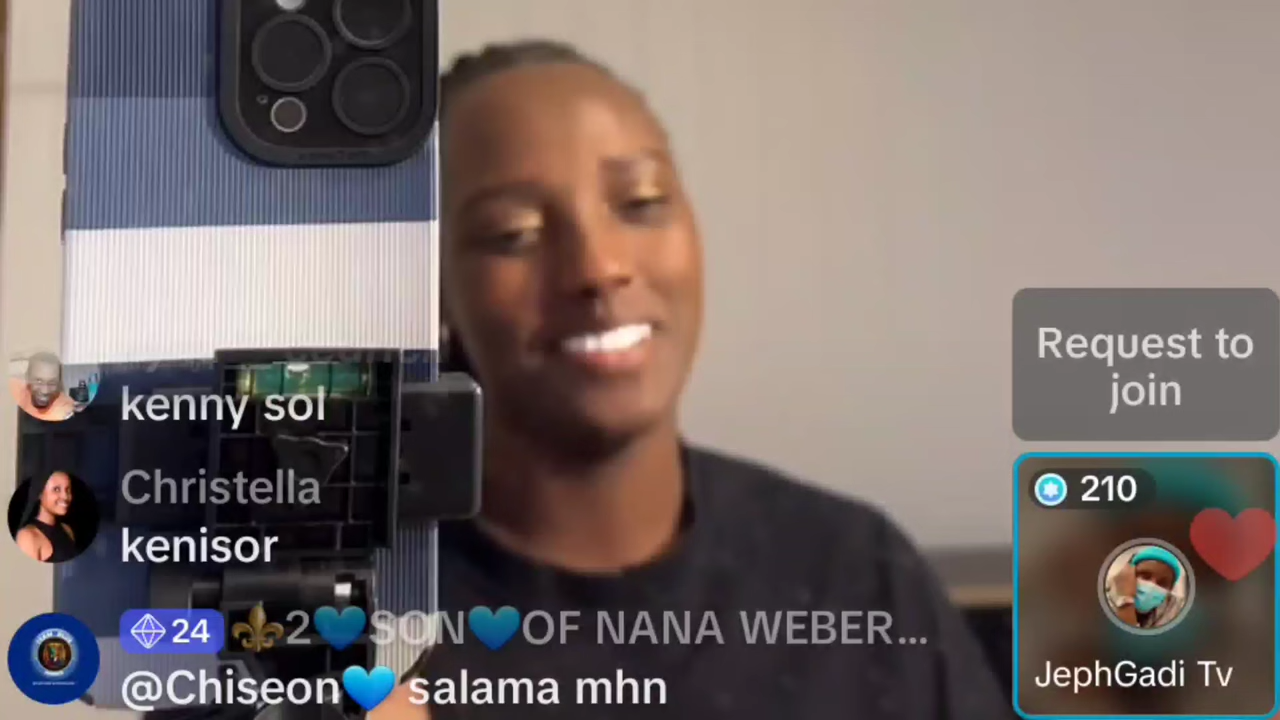 kenny sol
Christella
kenisor
24 ⚜️2💙SON💙OF NANA WEBER...
@Chiseon💙 salama mhn
Request to
join
210
JephGadi Tv